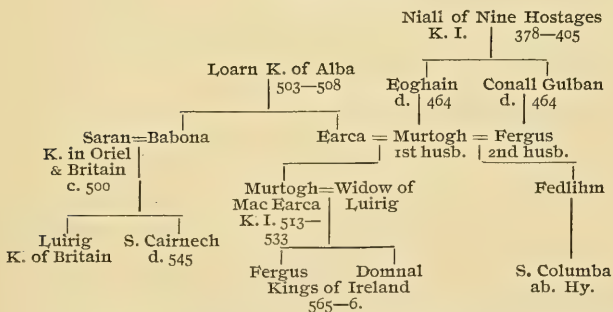 Niall of Nine Hostages
K. I. 378—405
Loarn K. of Alba
503—508
Eoghain Conall Gulban
d. 464 d. 464
Saran=Babona Earca = Murtogh = Fergus
K. in Oriel 1st husb. 2nd husb.
& Britain
c. 500
Murtogh=Widow of Fedlihm
Mac Earca Luirig
K. I. 513—
533
Luirig S. Cairnech
K. of Britain d. 545
Fergus Domnal S. Columba
Kings of Ireland ab. Hy.
565—6.